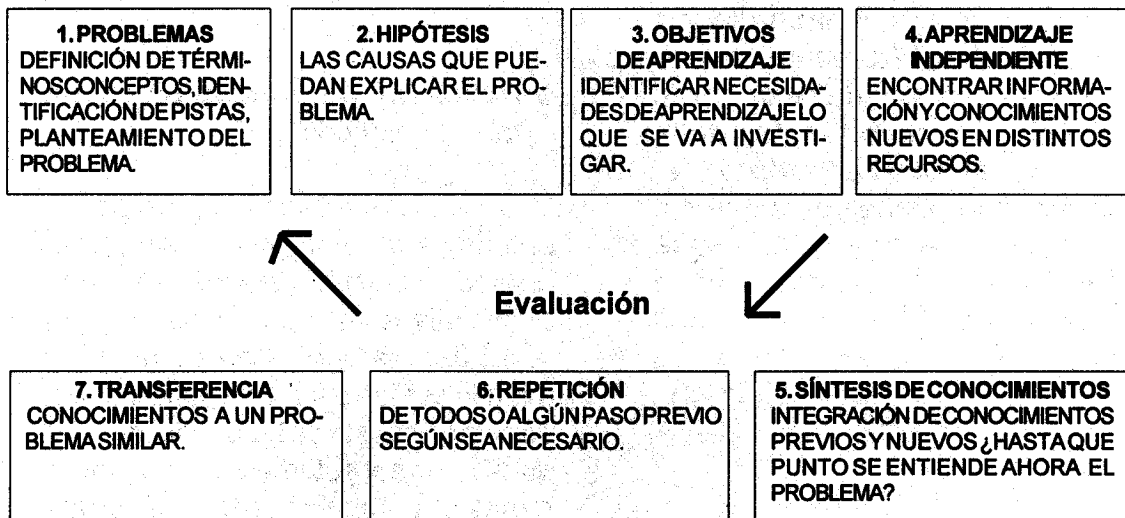 1. PROBLEMAS
DEFINICIÓN DE TÉRMI-
NOS CONCEPTOS, IDEN-
TIFICACIÓN DE PISTAS,
PLANTEAMIENTO DEL
PROBLEMA.
2. HIPÓTESIS
LAS CAUSAS QUE PUE-
DAN EXPLICAR EL PRO-
BLEMA.
3. OBJETIVOS
DE APRENDIZAJE
IDENTIFICAR NECESIDA-
DES DE APRENDIZAJE LO
QUE SE VA A INVESTI-
GAR.
4. APRENDIZAJE
INDEPENDIENTE
ENCONTRAR INFORMA-
CIÓN Y CONOCIMIENTOS
NUEVOS EN DISTINTOS
RECURSOS.
Evaluación
7. TRANSFERENCIA
CONOCIMIENTOS A UN PRO-
BLEMA SIMILAR.
6. REPETICIÓN
DE TODOS O ALGÚN PASO PREVIO
SEGÚN SEA NECESARIO.
5. SÍNTESIS DE CONOCIMIENTOS
INTEGRACIÓN DE CONOCIMIENTOS
PREVIOS Y NUEVOS ¿HASTA QUE
PUNTO SE ENTIENDE AHORA EL
PROBLEMA?